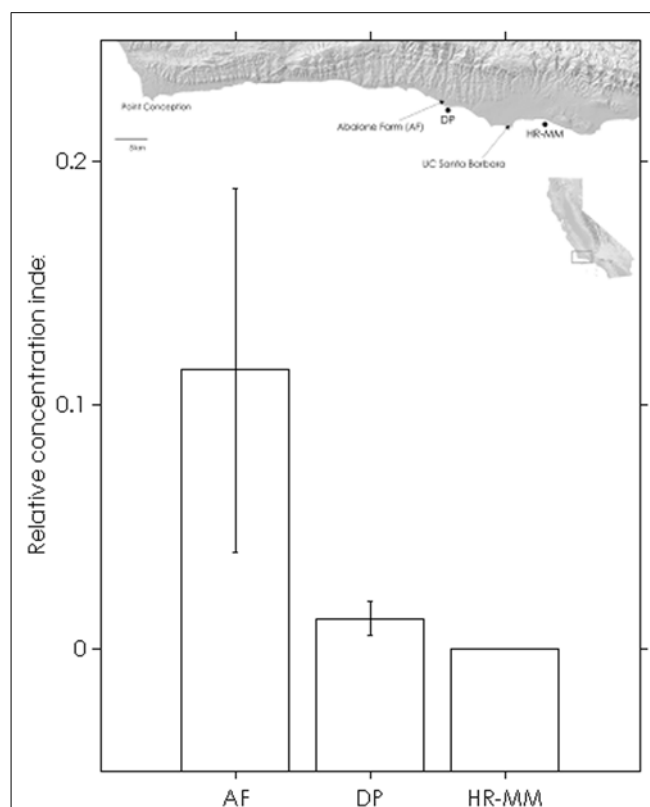 Point Conception
5km
Abalone Farm (AF)
DP
UC Santa Barbara
HR-MM
0.2
0.1
0
Relative concentration inde
AF
DP
HR-MM